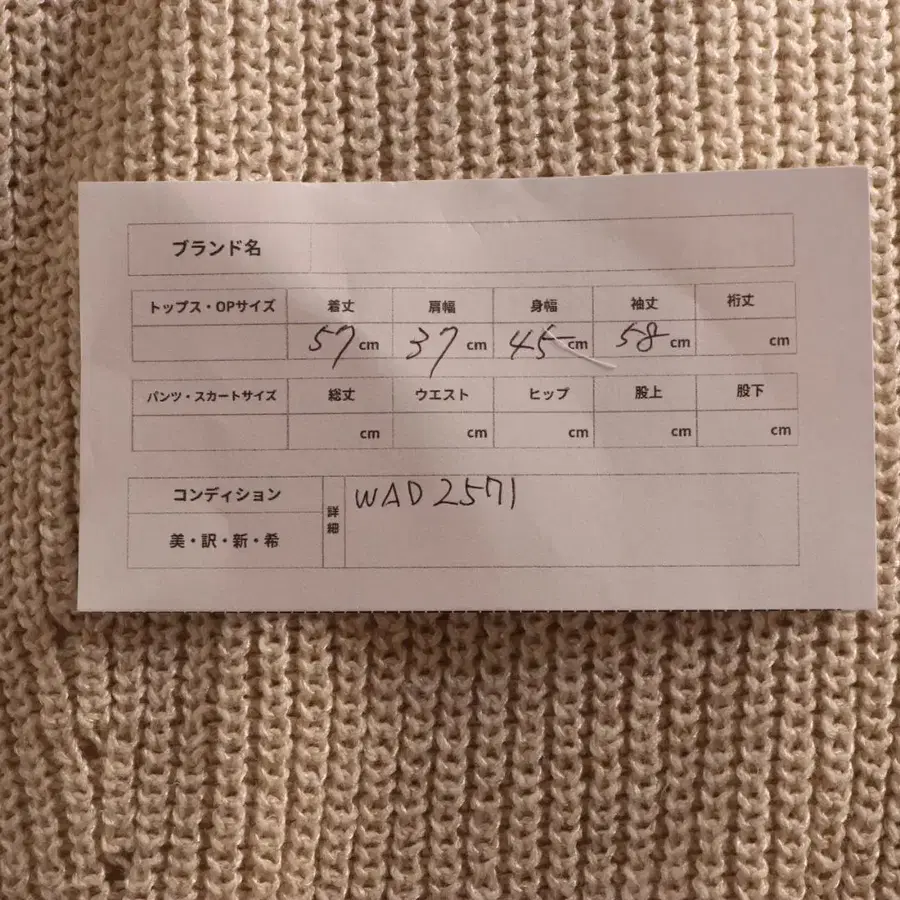 ブランド名
トップス・OPサイズ 着丈 肩幅 身幅 袖丈 裄丈
57 cm 37 cm 45 cm 58 cm cm
パンツ・スカートサイズ 総丈 ウエスト ヒップ 股上 股下
cm cm cm cm cm
コンディション 詳細 WAD2571
美・訳・新・希